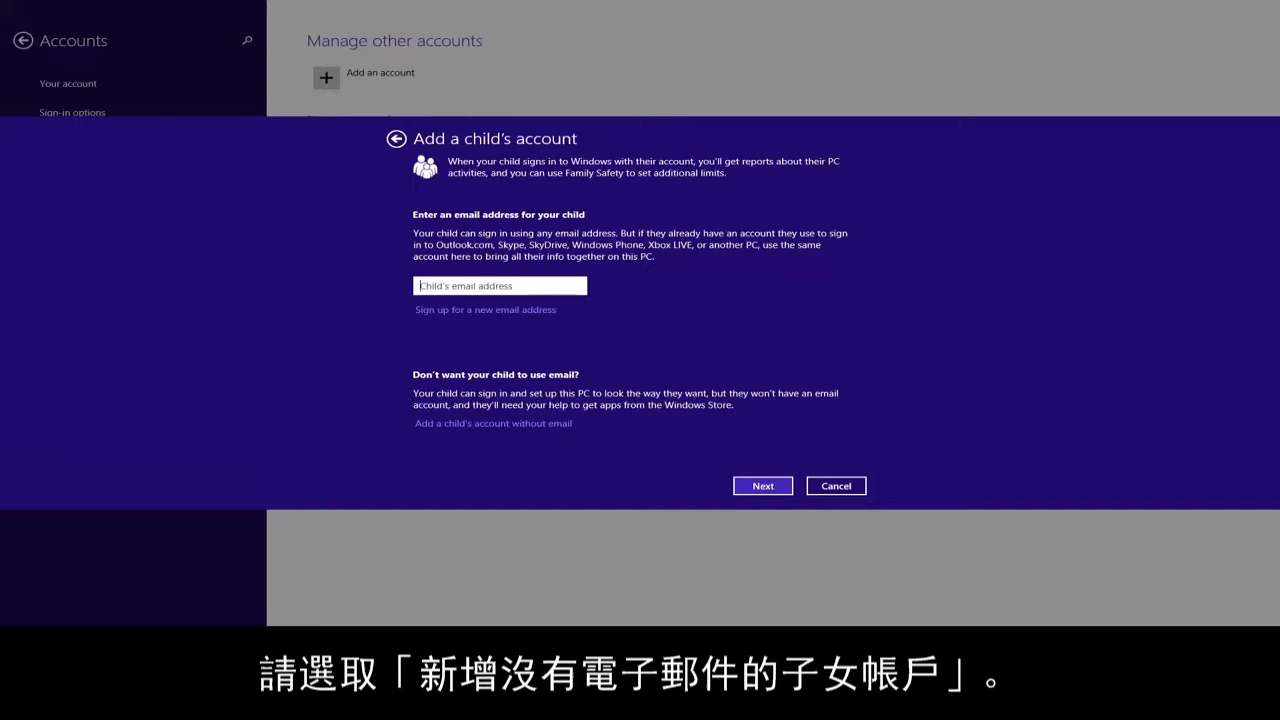 Accounts
Manage other accounts
Add an account
Your account
Sign-in options
Add a child's account
When your child signs in to Windows with their account, you'll get reports about their PC
activities, and you can use Family Safety to set additional limits.
Enter an email address for your child
Your child can sign in using any email address. But if they already have an account they use to sign
in to Outlook.com, Skype, SkyDrive, Windows Phone, Xbox LIVE, or another PC, use the same
account here to bring all their info together on this PC.
Child's email address
Sign up for a new email address
Don't want your child to use email?
Your child can sign in and set up this PC to look the way they want, but they won't have an email
account, and they'll need your help to get apps from the Windows Store.
Add a child's account without email
Next
Cancel
請選取「新增沒有電子郵件的子女帳戶」。